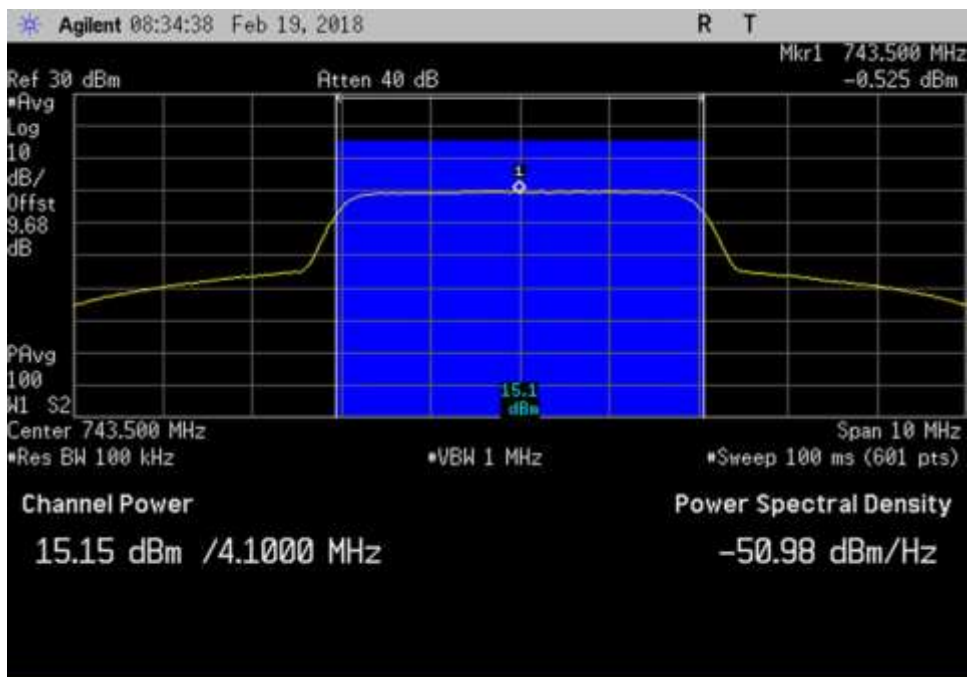 Agilent 08:34:38 Feb 19, 2018 R T
Mkr1 743.500 MHz
Ref 30 dBm Atten 40 dB -0.525 dBm
#Avg
Log
10
dB/
Offst
9.68
dB
1
PAvg
100
W1 S2
15.1
dBm
Center 743.500 MHz Span 10 MHz
#Res BW 100 kHz #VBW 1 MHz #Sweep 100 ms (601 pts)
Channel Power Power Spectral Density
15.15 dBm /4.1000 MHz -50.98 dBm/Hz